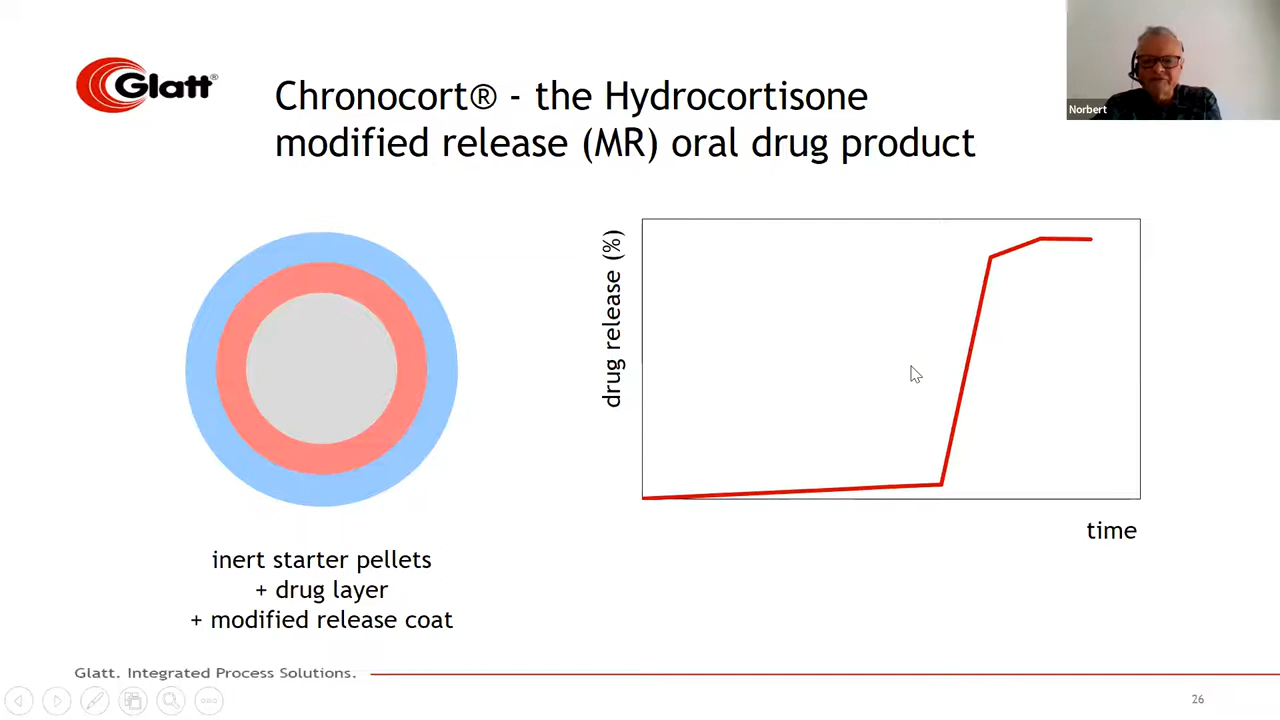 Glatt®
Chronocort® - the Hydrocortisone
modified release (MR) oral drug product
Norbert
drug release (%)
time
inert starter pellets
+ drug layer
+ modified release coat
Glatt. Integrated Process Solutions.
26